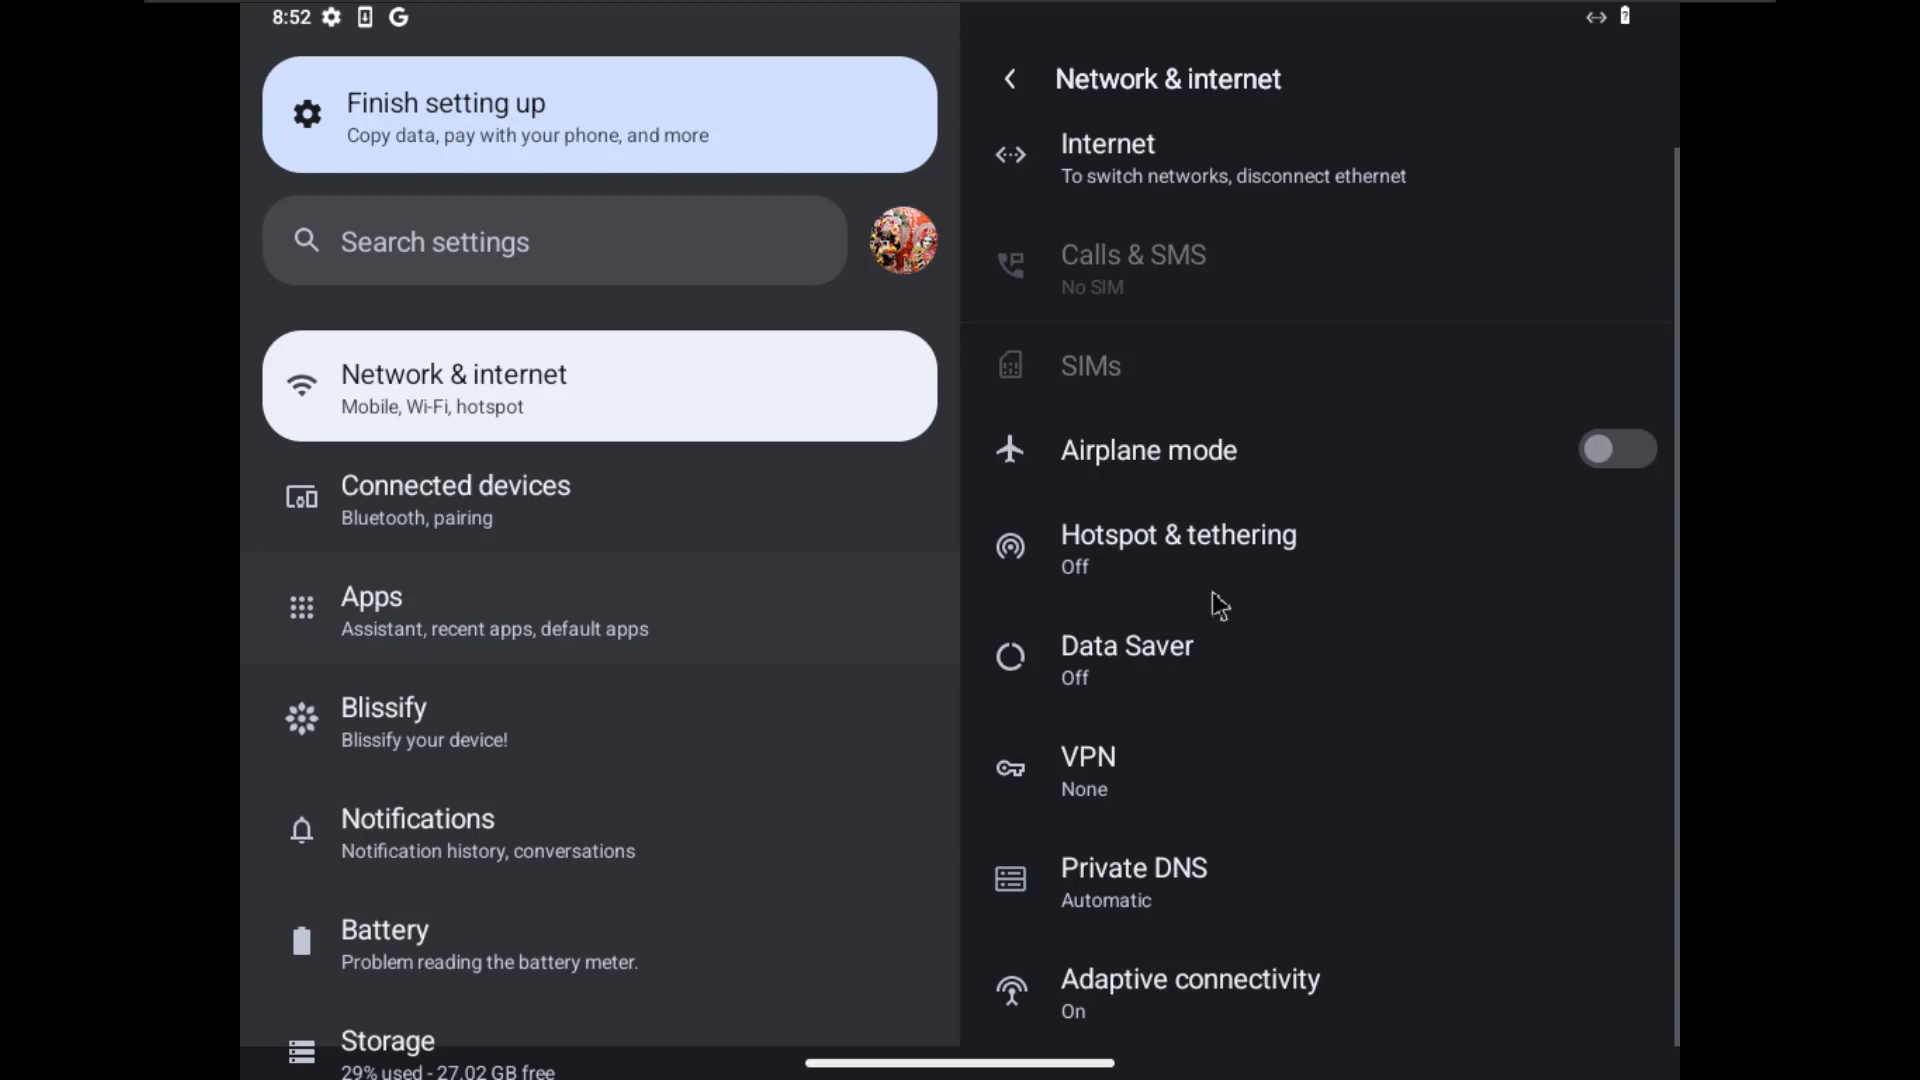 8:52
Finish setting up
Copy data, pay with your phone, and more
Search settings
Network & internet
Mobile, Wi-Fi, hotspot
Connected devices
Bluetooth, pairing
Apps
Assistant, recent apps, default apps
Blissify
Blissify your device!
Notifications
Notification history, conversations
Battery
Problem reading the battery meter.
Storage
29% used - 27.02 GB free
Network & internet
Internet
To switch networks, disconnect ethernet
Calls & SMS
No SIM
SIMs
Airplane mode
Hotspot & tethering
Off
Data Saver
Off
VPN
None
Private DNS
Automatic
Adaptive connectivity
On